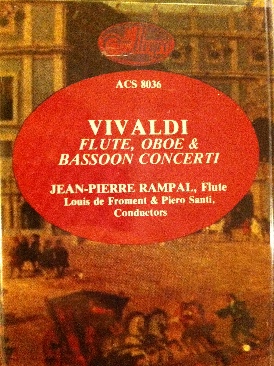 ACS 8036
VIVALDI
FLUTE, OBOE &
BASSOON CONCERTI
JEAN-PIERRE RAMPAL, Flute
Louis de Froment & Piero Santi,
Conductors